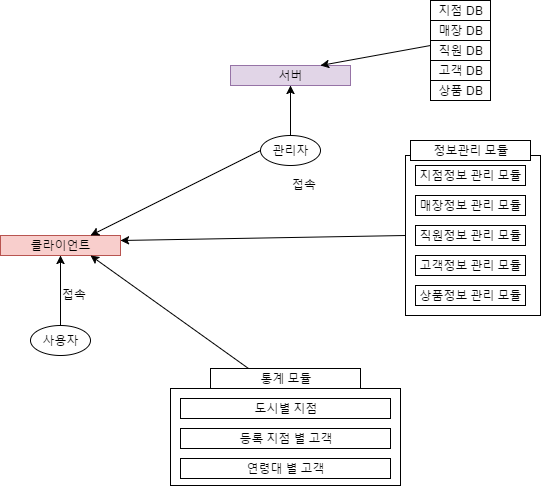 지점 DB
매장 DB
직원 DB
고객 DB
상품 DB
서버
관리자
접속
정보관리 모듈
지점정보 관리 모듈
매장정보 관리 모듈
직원정보 관리 모듈
고객정보 관리 모듈
상품정보 관리 모듈
클라이언트
접속
사용자
통계 모듈
도시별 지점
등록 지점 별 고객
연령대 별 고객